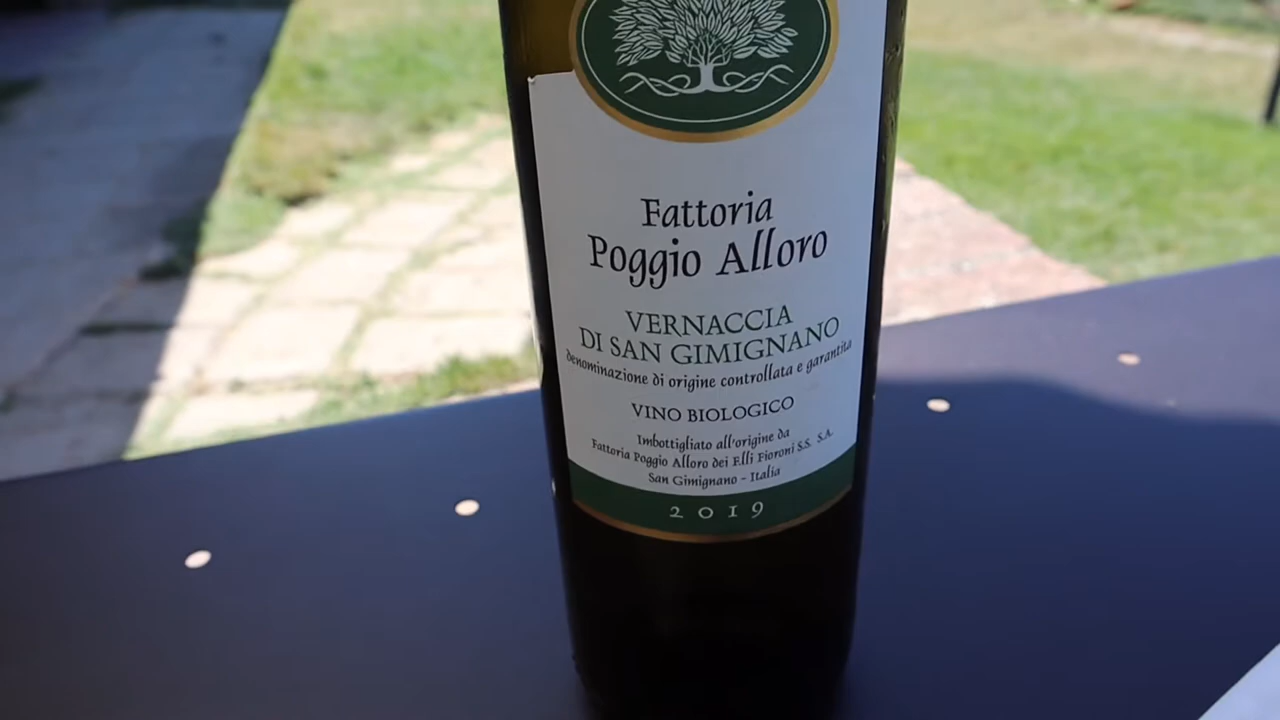 Fattoria
Poggio Alloro
VERNACCIA
DI SAN GIMIGNANO
denominazione di origine controllata e garantita
VINO BIOLOGICO
Imbottigliato all'origine da
Fattoria Poggio Alloro dei F.lli Fioroni S.S. S.A.
San Gimignano - Italia
2019